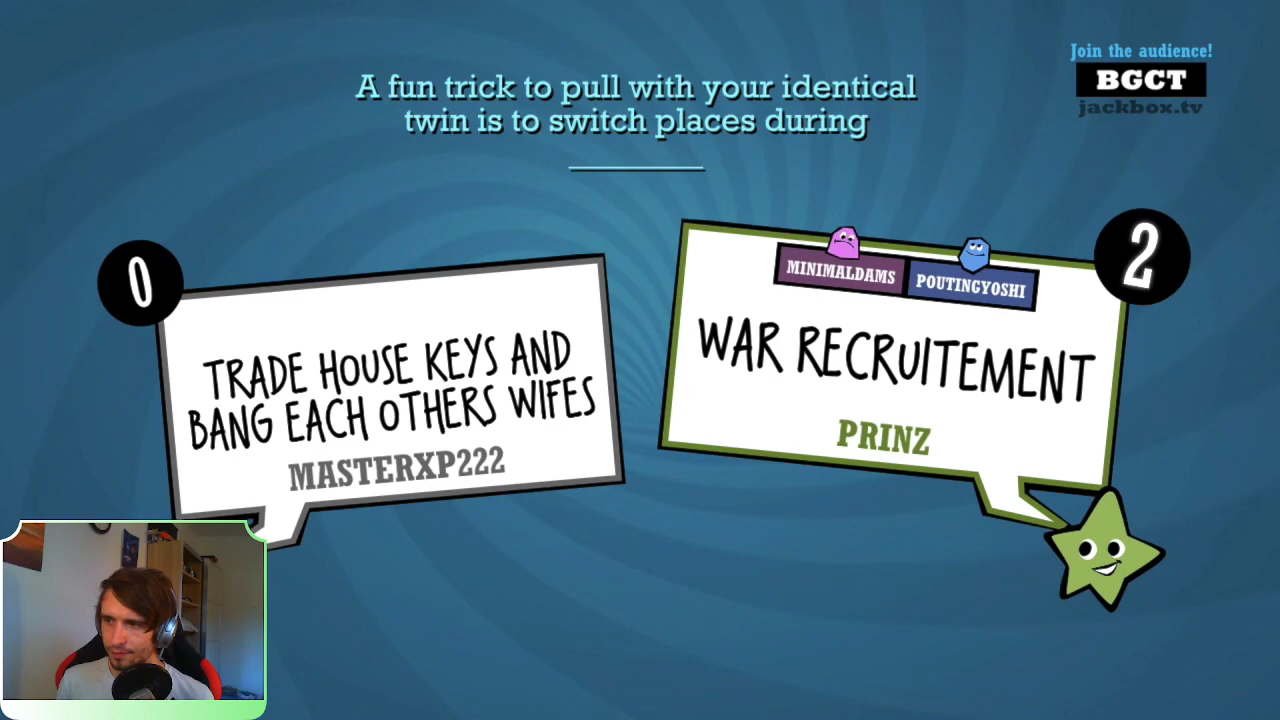 Join the audience!
BGCT
jackbox.tv
A fun trick to pull with your identical
twin is to switch places during
0
TRADE HOUSE KEYS AND
BANG EACH OTHERS WIFES
MASTERXP222
2
MINIMALDAMS
POUTINGYOSHI
WAR RECRUITEMENT
PRINZ